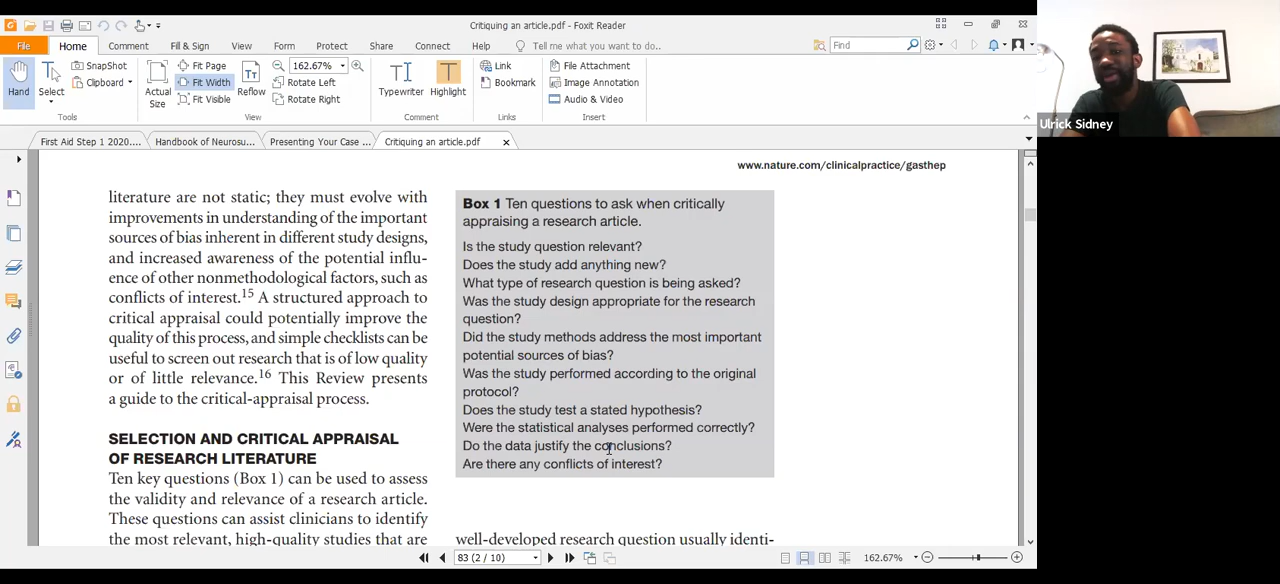 Critiquing an article.pdf - Foxit Reader
File Home Comment Fill & Sign View Form Protect Share Connect Help Tell me what you want to do.. Find
Hand
Select
SnapShot
Clipboard
Actual
Size
Fit Page
Fit Width
Fit Visible
Reflow
162.67%
Rotate Left
Rotate Right
Typewriter
Highlight
Link
Bookmark
File Attachment
Image Annotation
Audio & Video
Tools View Comment Links Insert
First Aid Step 1 2020.... Handbook of Neurosu... Presenting Your Case ... Critiquing an article.pdf
Ulrick Sidney
www.nature.com/clinicalpractice/gasthep
literature are not static; they must evolve with
improvements in understanding of the important
sources of bias inherent in different study designs,
and increased awareness of the potential influ-
ence of other nonmethodological factors, such as
conflicts of interest.15 A structured approach to
critical appraisal could potentially improve the
quality of this process, and simple checklists can be
useful to screen out research that is of low quality
or of little relevance.16 This Review presents
a guide to the critical-appraisal process.
SELECTION AND CRITICAL APPRAISAL
OF RESEARCH LITERATURE
Ten key questions (Box 1) can be used to assess
the validity and relevance of a research article.
These questions can assist clinicians to identify
the most relevant, high-quality studies that are
Box 1 Ten questions to ask when critically
appraising a research article.
Is the study question relevant?
Does the study add anything new?
What type of research question is being asked?
Was the study design appropriate for the research
question?
Did the study methods address the most important
potential sources of bias?
Was the study performed according to the original
protocol?
Does the study test a stated hypothesis?
Were the statistical analyses performed correctly?
Do the data justify the conclusions?
Are there any conflicts of interest?
well-developed research question usually identi-
83 (2 / 10)
162.67%